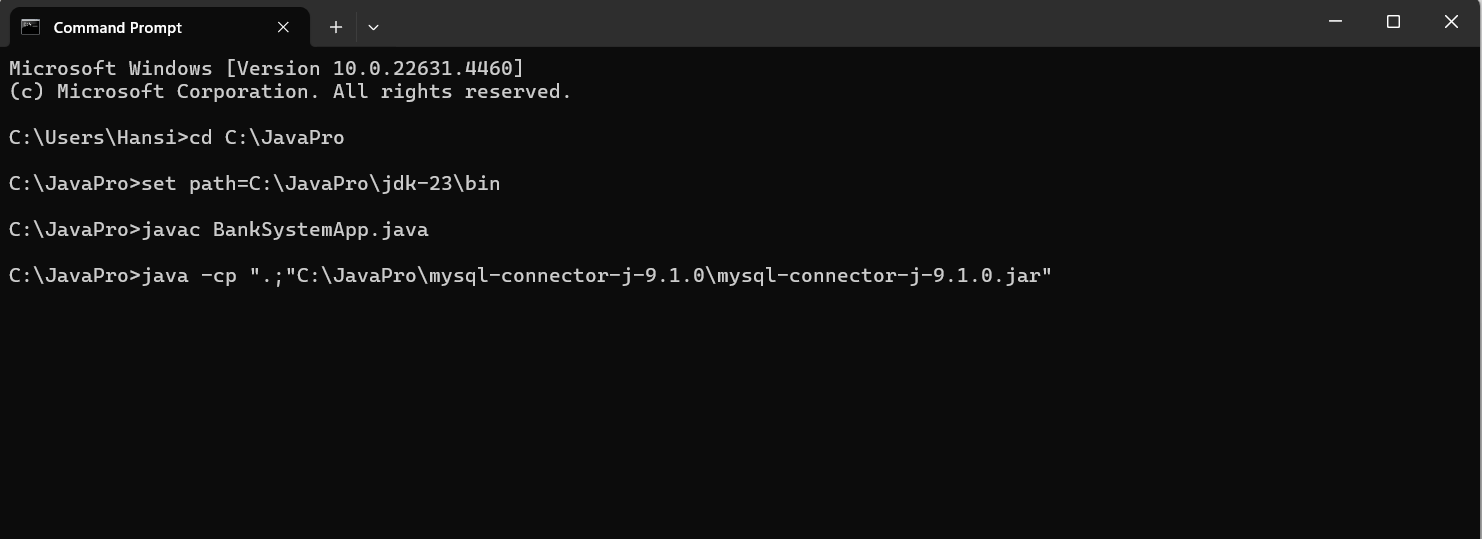 Command Prompt
Microsoft Windows [Version 10.0.22631.4460]
(c) Microsoft Corporation. All rights reserved.
C:\Users\Hansi>cd C:\JavaPro
C:\JavaPro>set path=C:\JavaPro\jdk-23\bin
C:\JavaPro>javac BankSystemApp.java
C:\JavaPro>java -cp ".;"C:\JavaPro\mysql-connector-j-9.1.0\mysql-connector-j-9.1.0.jar"